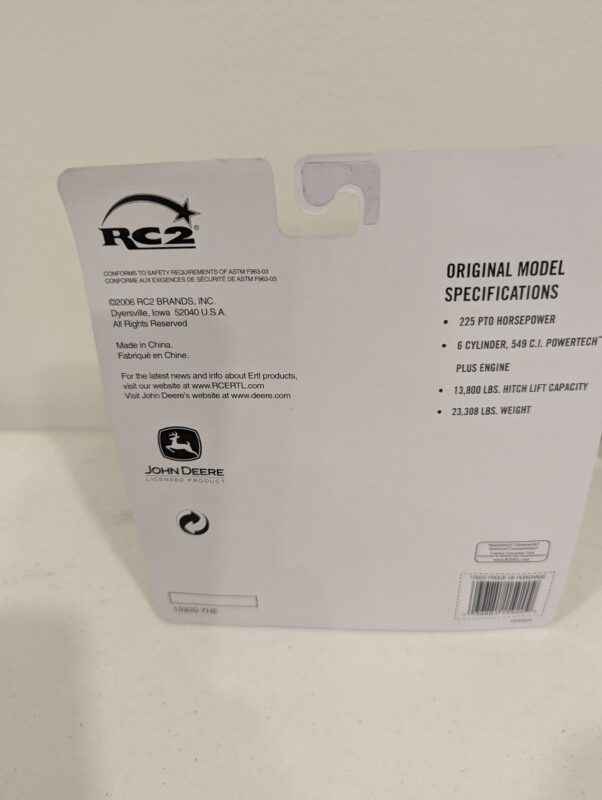 RC2®
CONFORMS TO SAFETY REQUIREMENTS OF ASTM F963-03
CONFORME AUX EXIGENCES DE SÉCURITÉ DE ASTM F963-03
©2006 RC2 BRANDS, INC.
Dyersville, Iowa 52040 U.S.A.
All Rights Reserved
Made in China.
Fabriqué en Chine.
For the latest news and info about Ertl products,
visit our website at www.RCERTL.com
Visit John Deere's website at www.deere.com
JOHN DEERE
LICENSED PRODUCT
ORIGINAL MODEL
SPECIFICATIONS
• 225 PTO HORSEPOWER
• 6 CYLINDER, 549 C.I. POWERTECH™
PLUS ENGINE
• 13,800 LBS. HITCH LIFT CAPACITY
• 23,308 LBS. WEIGHT